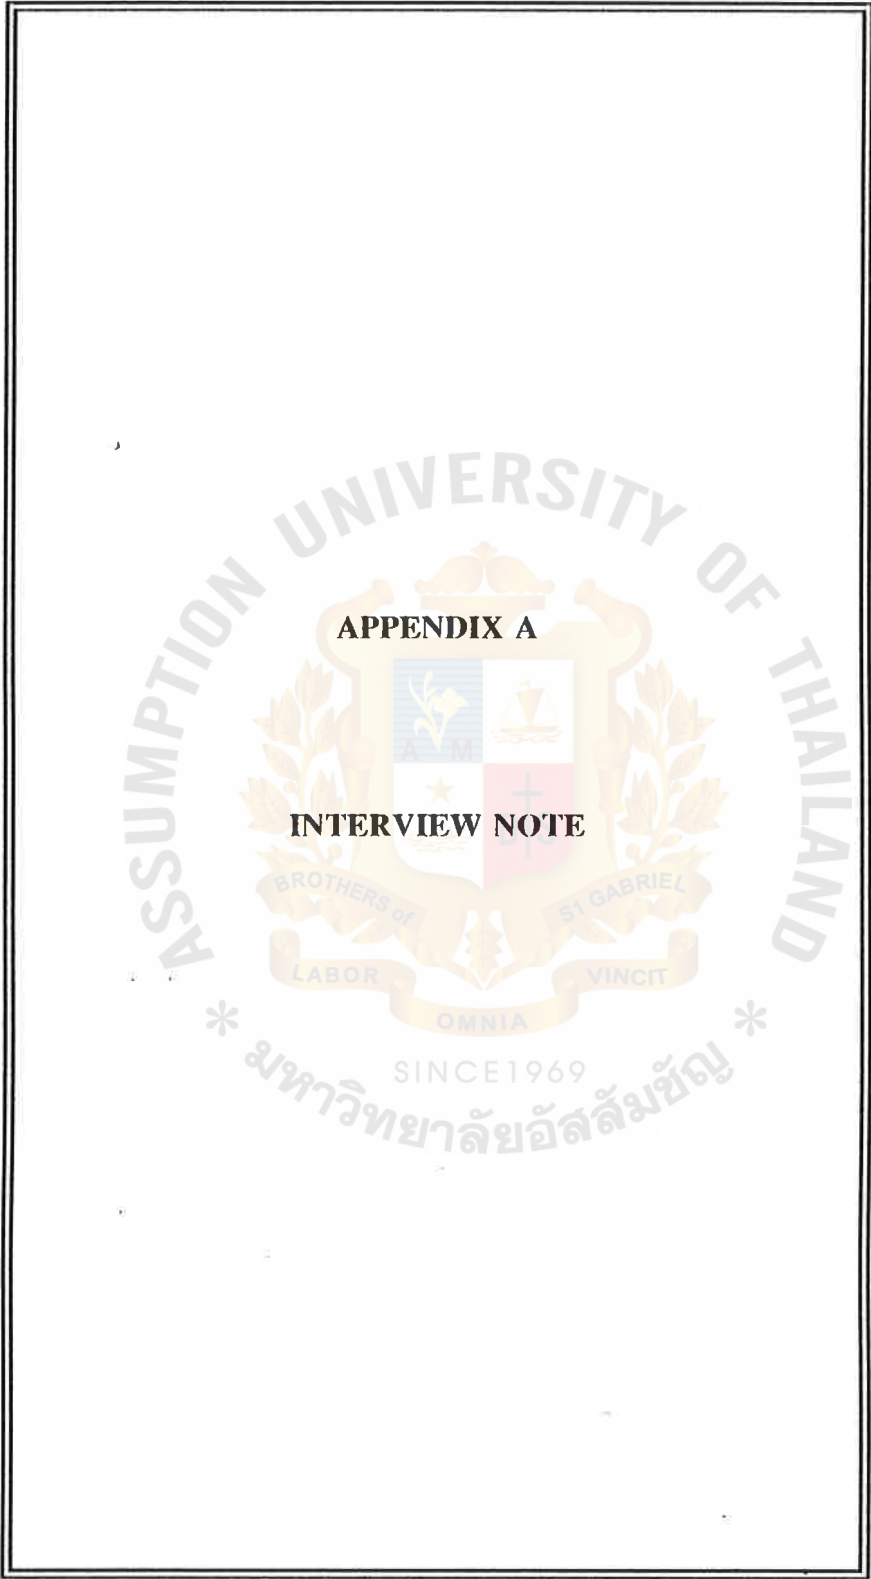 ASSUMPTION UNIVERSITY OF THAILAND
APPENDIX A
A M
INTERVIEW NOTE
D S G
BROTHERS of
ST GABRIEL
LABOR
VINCIT
OMNIA
SINCE1969
* มหาวิทยาลัยอัสสัมชัญ *